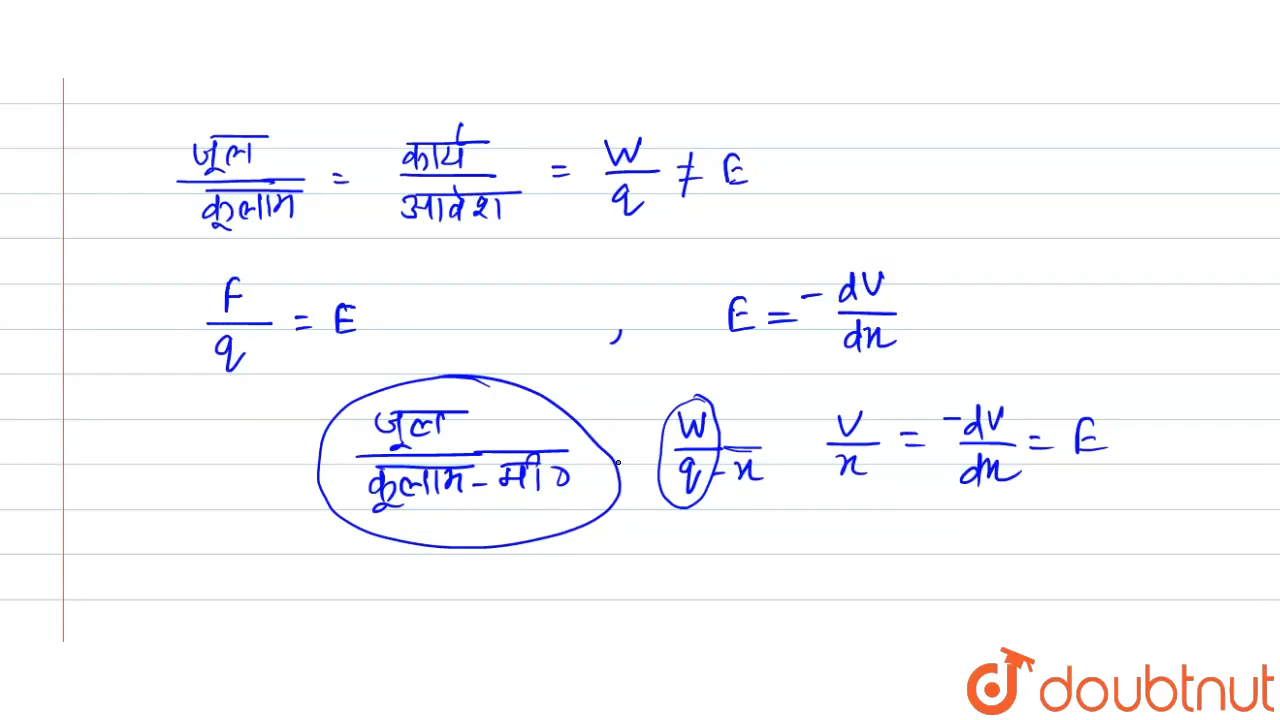 जूल/कूलाम = कार्य/आवेश = W/q ≠ E
F/q = E , E = -dV/dx
जूल/कूलाम-मी० W/q-x V/x = -dV/dx = E
doubtnut